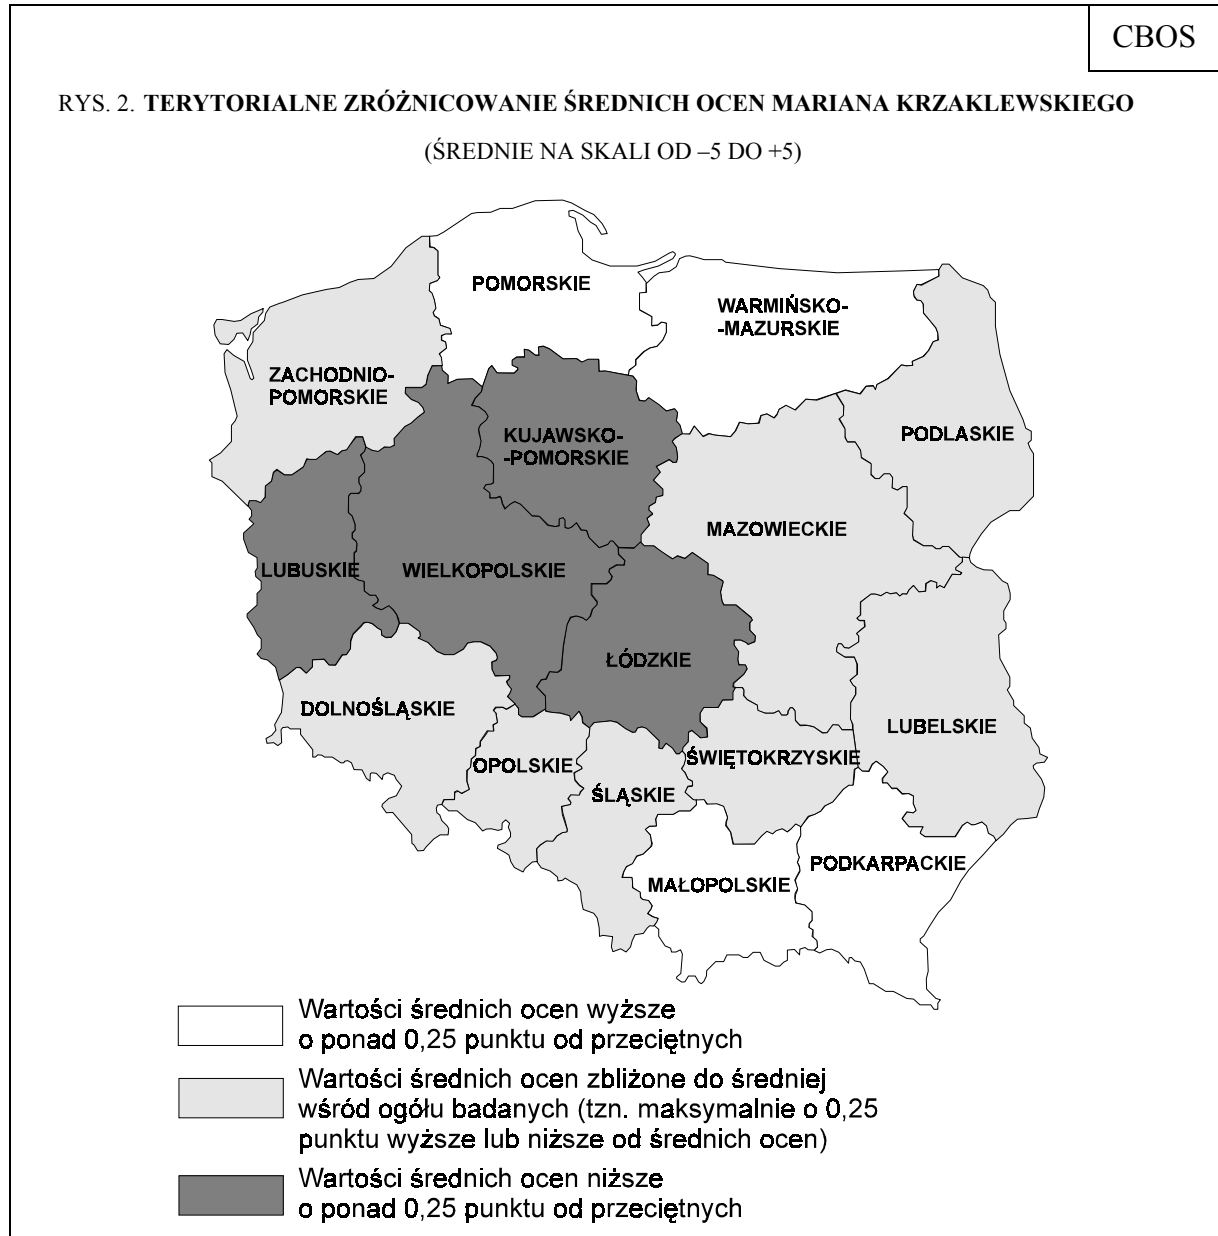 CBOS
RYS. 2. TERYTORIALNE ZRÓŻNICOWANIE ŚREDNICH OCEN MARIANA KRZAKLEWSKIEGO
(ŚREDNIE NA SKALI OD –5 DO +5)
POMORSKIE
WARMIŃSKO-
-MAZURSKIE
ZACHODNIO-
POMORSKIE
KUJAWSKO-
-POMORSKIE
PODLASKIE
MAZOWIECKIE
LUBUSKIE
WIELKOPOLSKIE
ŁÓDZKIE
DOLNOŚLĄSKIE
LUBELSKIE
OPOLSKIE
ŚWIĘTOKRZYSKIE
ŚLĄSKIE
MAŁOPOLSKIE
PODKARPACKIE
Wartości średnich ocen wyższe
o ponad 0,25 punktu od przeciętnych
Wartości średnich ocen zbliżone do średniej
wśród ogółu badanych (tzn. maksymalnie o 0,25
punktu wyższe lub niższe od średnich ocen)
Wartości średnich ocen niższe
o ponad 0,25 punktu od przeciętnych